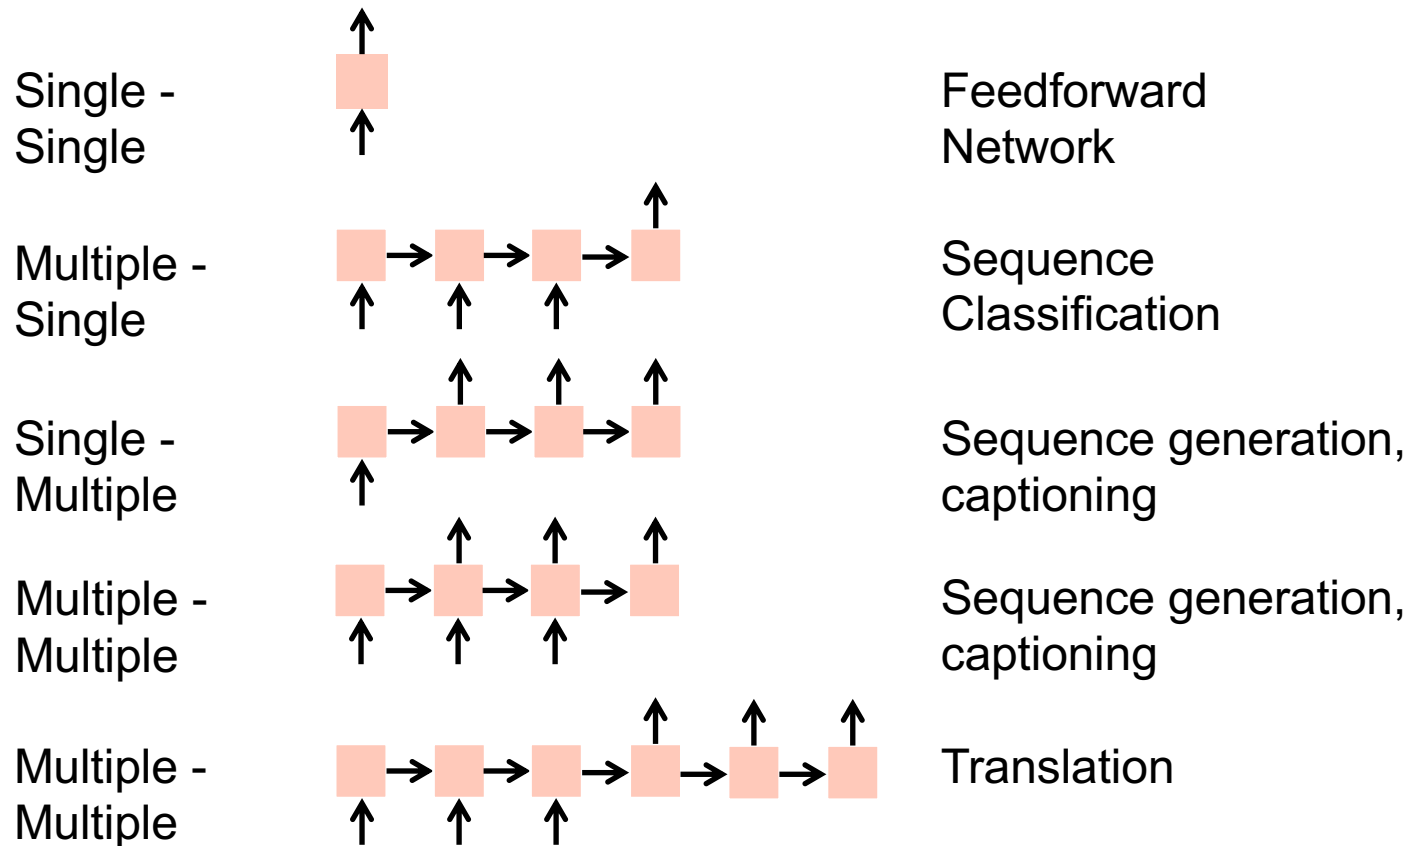 Single -
Single
Feedforward
Network
Multiple -
Single
Sequence
Classification
Single -
Multiple
Sequence generation,
captioning
Multiple -
Multiple
Sequence generation,
captioning
Multiple -
Multiple
Translation